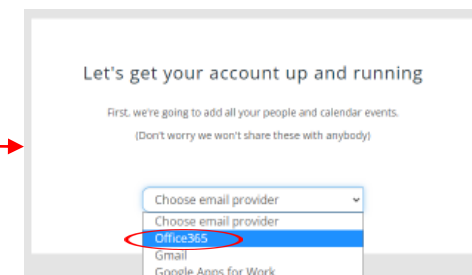 Let's get your account up and running
First, we're going to add all your people and calendar events.
(Don't worry we won't share these with anybody)
Choose email provider
Choose email provider
Office365
Gmail
Google Apps for Work